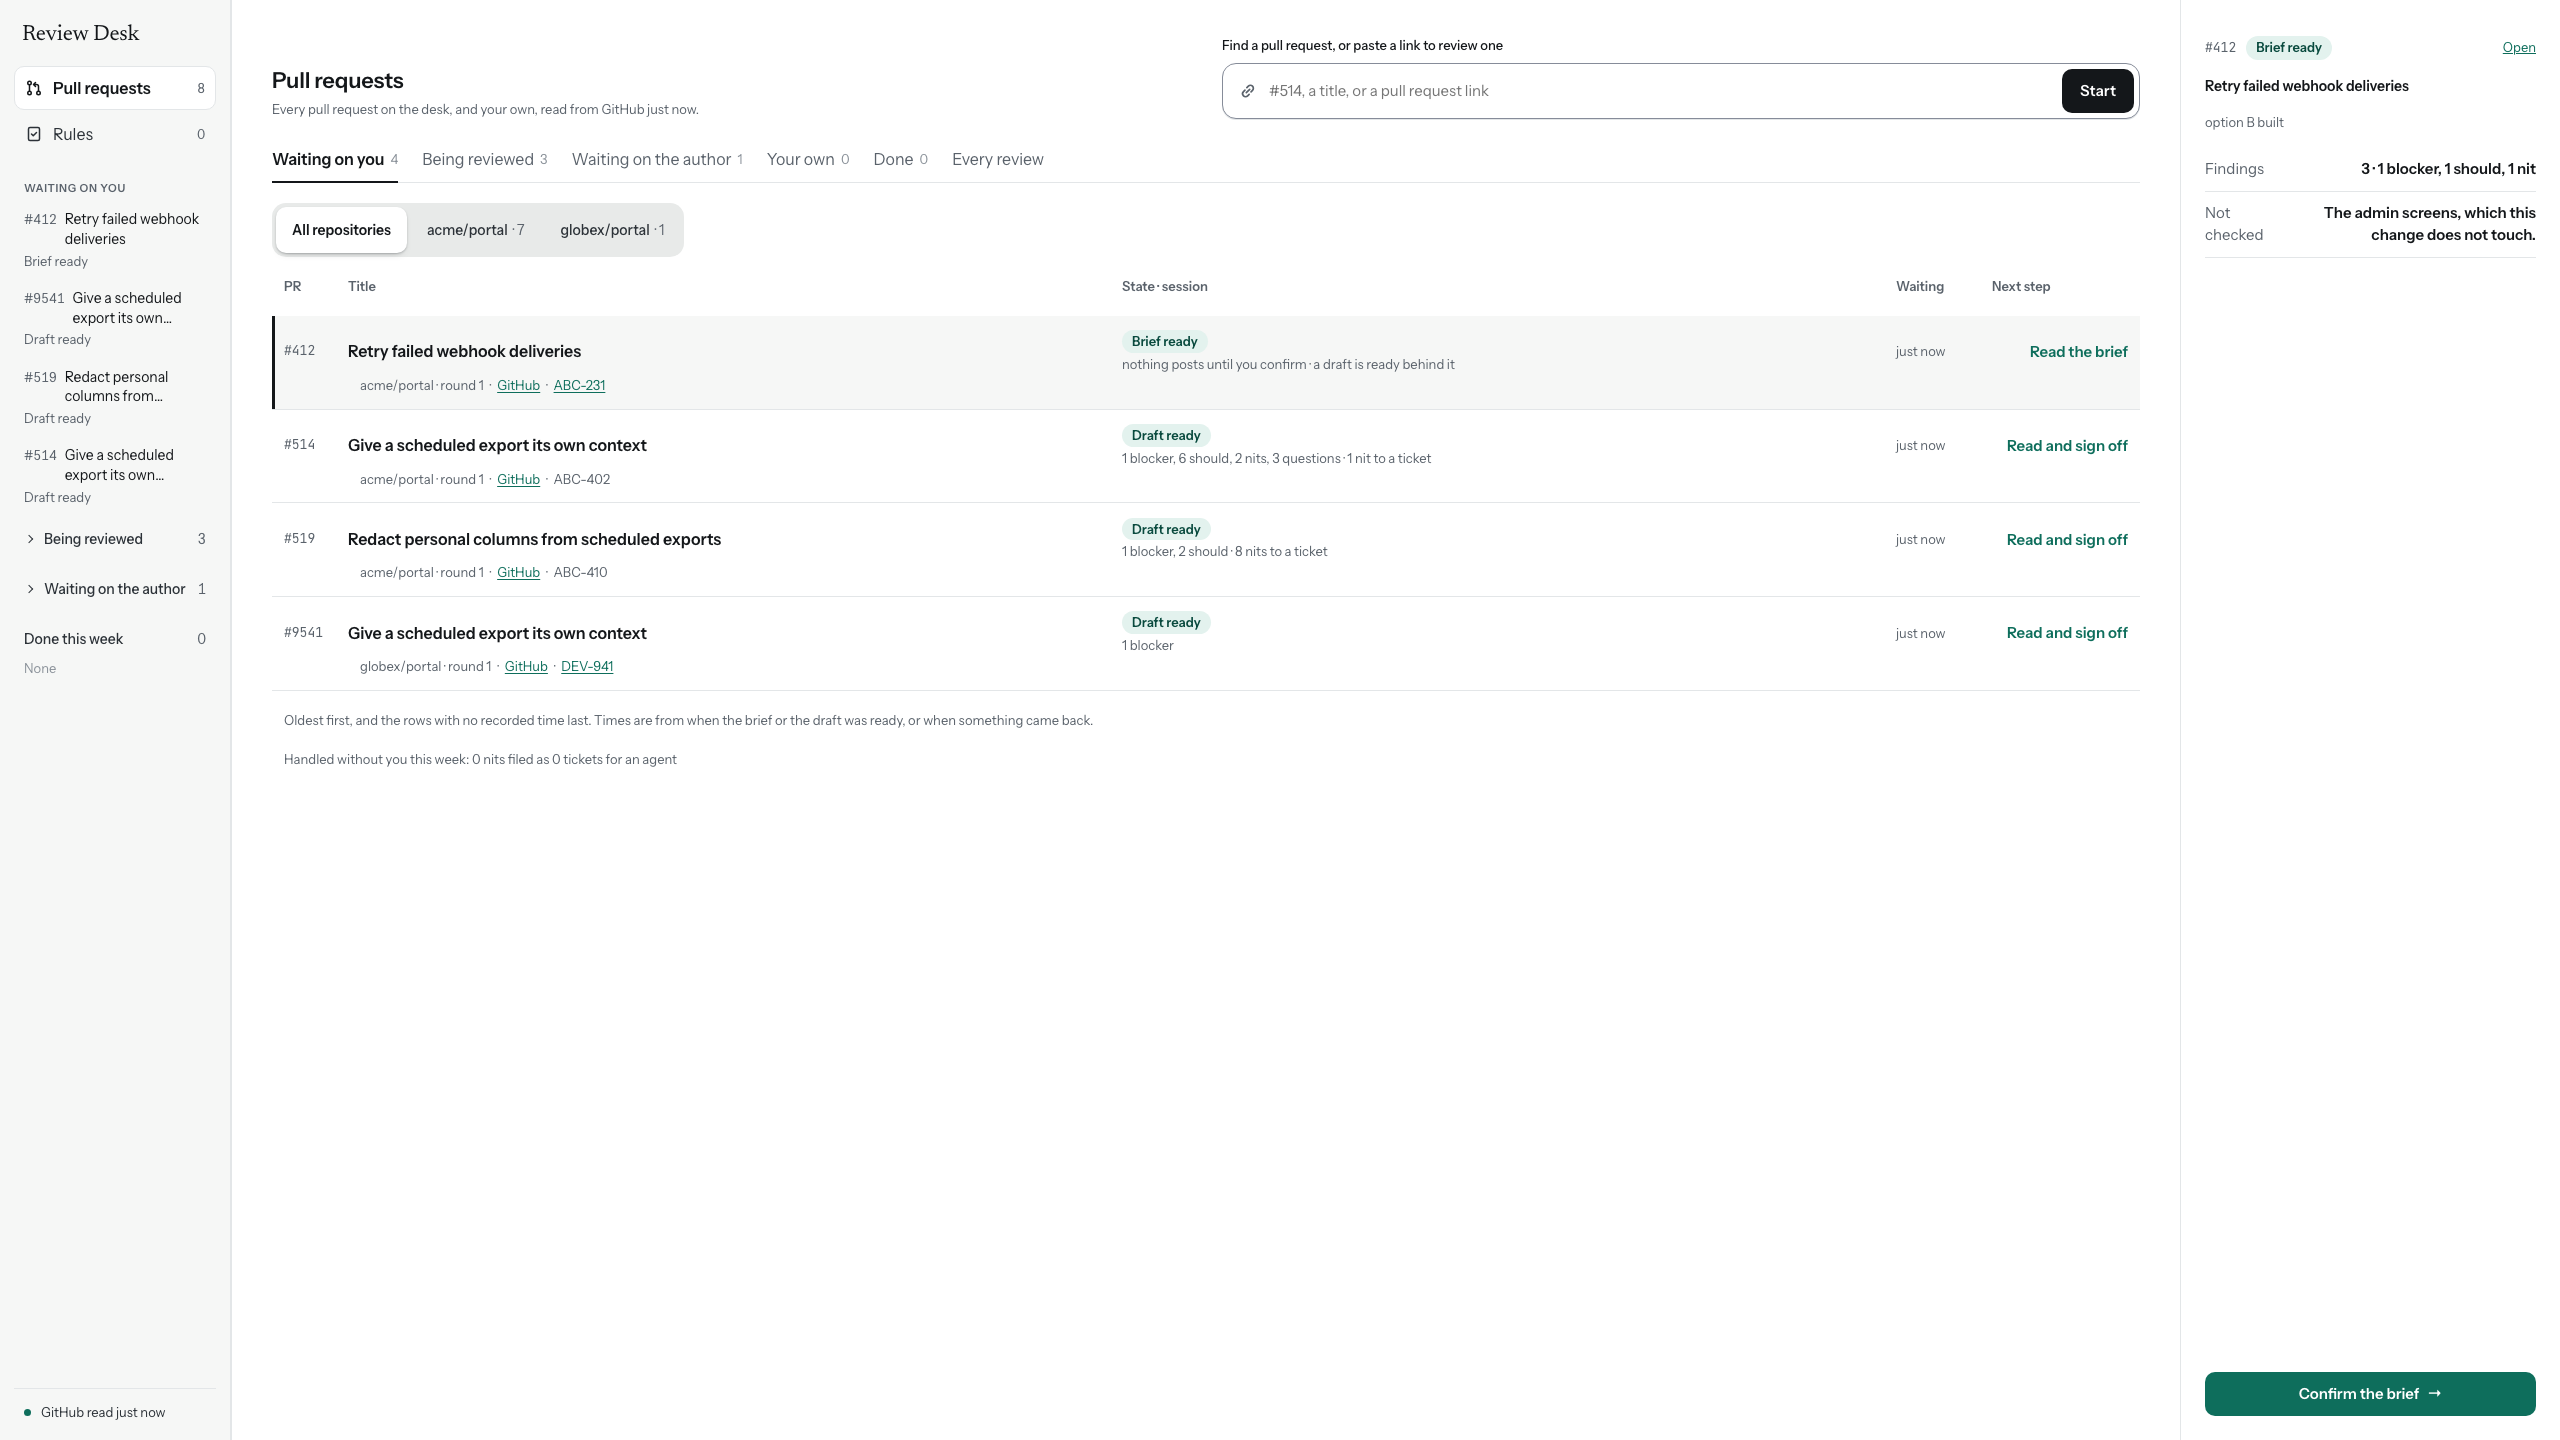 Review Desk
Pull requests 8
Rules 0
WAITING ON YOU
#412 Retry failed webhook
deliveries
Brief ready
#9541 Give a scheduled
export its own...
Draft ready
#519 Redact personal
columns from...
Draft ready
#514 Give a scheduled
export its own...
Draft ready
Being reviewed 3
Waiting on the author 1
Done this week 0
None
GitHub read just now
Pull requests
Every pull request on the desk, and your own, read from GitHub just now.
Find a pull request, or paste a link to review one
#514, a title, or a pull request link
Start
Waiting on you 4 Being reviewed 3 Waiting on the author 1 Your own 0 Done 0 Every review
All repositories acme/portal · 7 globex/portal · 1
PR Title State · session Waiting Next step
#412 Retry failed webhook deliveries
acme/portal · round 1 · GitHub · ABC-231
Brief ready
nothing posts until you confirm · a draft is ready behind it
just now
Read the brief
#514 Give a scheduled export its own context
acme/portal · round 1 · GitHub · ABC-402
Draft ready
1 blocker, 6 should, 2 nits, 3 questions · 1 nit to a ticket
just now
Read and sign off
#519 Redact personal columns from scheduled exports
acme/portal · round 1 · GitHub · ABC-410
Draft ready
1 blocker, 2 should · 8 nits to a ticket
just now
Read and sign off
#9541 Give a scheduled export its own context
globex/portal · round 1 · GitHub · DEV-941
Draft ready
1 blocker
just now
Read and sign off
Oldest first, and the rows with no recorded time last. Times are from when the brief or the draft was ready, or when something came back.
Handled without you this week: 0 nits filed as 0 tickets for an agent
#412 Brief ready Open
Retry failed webhook deliveries
option B built
Findings 3 · 1 blocker, 1 should, 1 nit
Not checked
The admin screens, which this
change does not touch.
Confirm the brief →